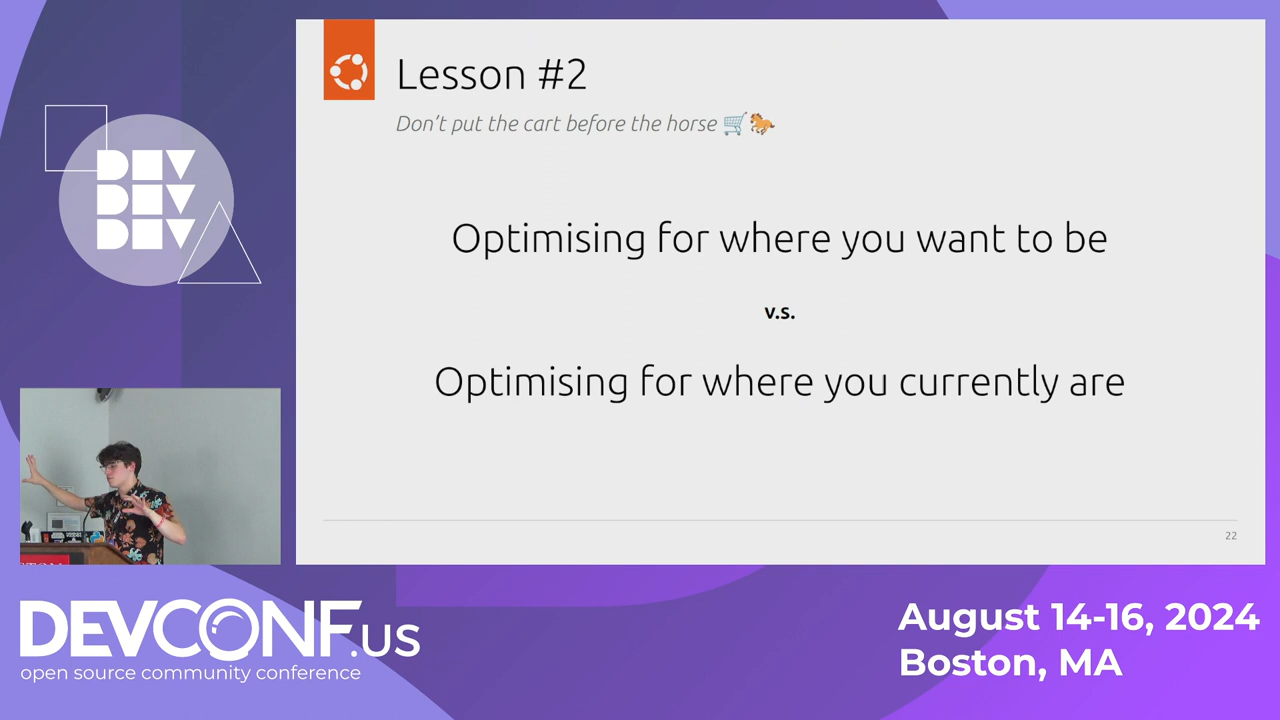 Lesson #2
Don't put the cart before the horse 🛒🐎
Optimising for where you want to be
v.s.
Optimising for where you currently are
22
DEV
DEV
DEV
DEVCONF.US
open source community conference
August 14-16, 2024
Boston, MA